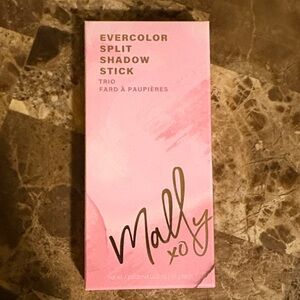 EVERCOLOR
SPLIT
SHADOW
STICK
TRIO
FARD À PAUPIÈRES
Mally
xo